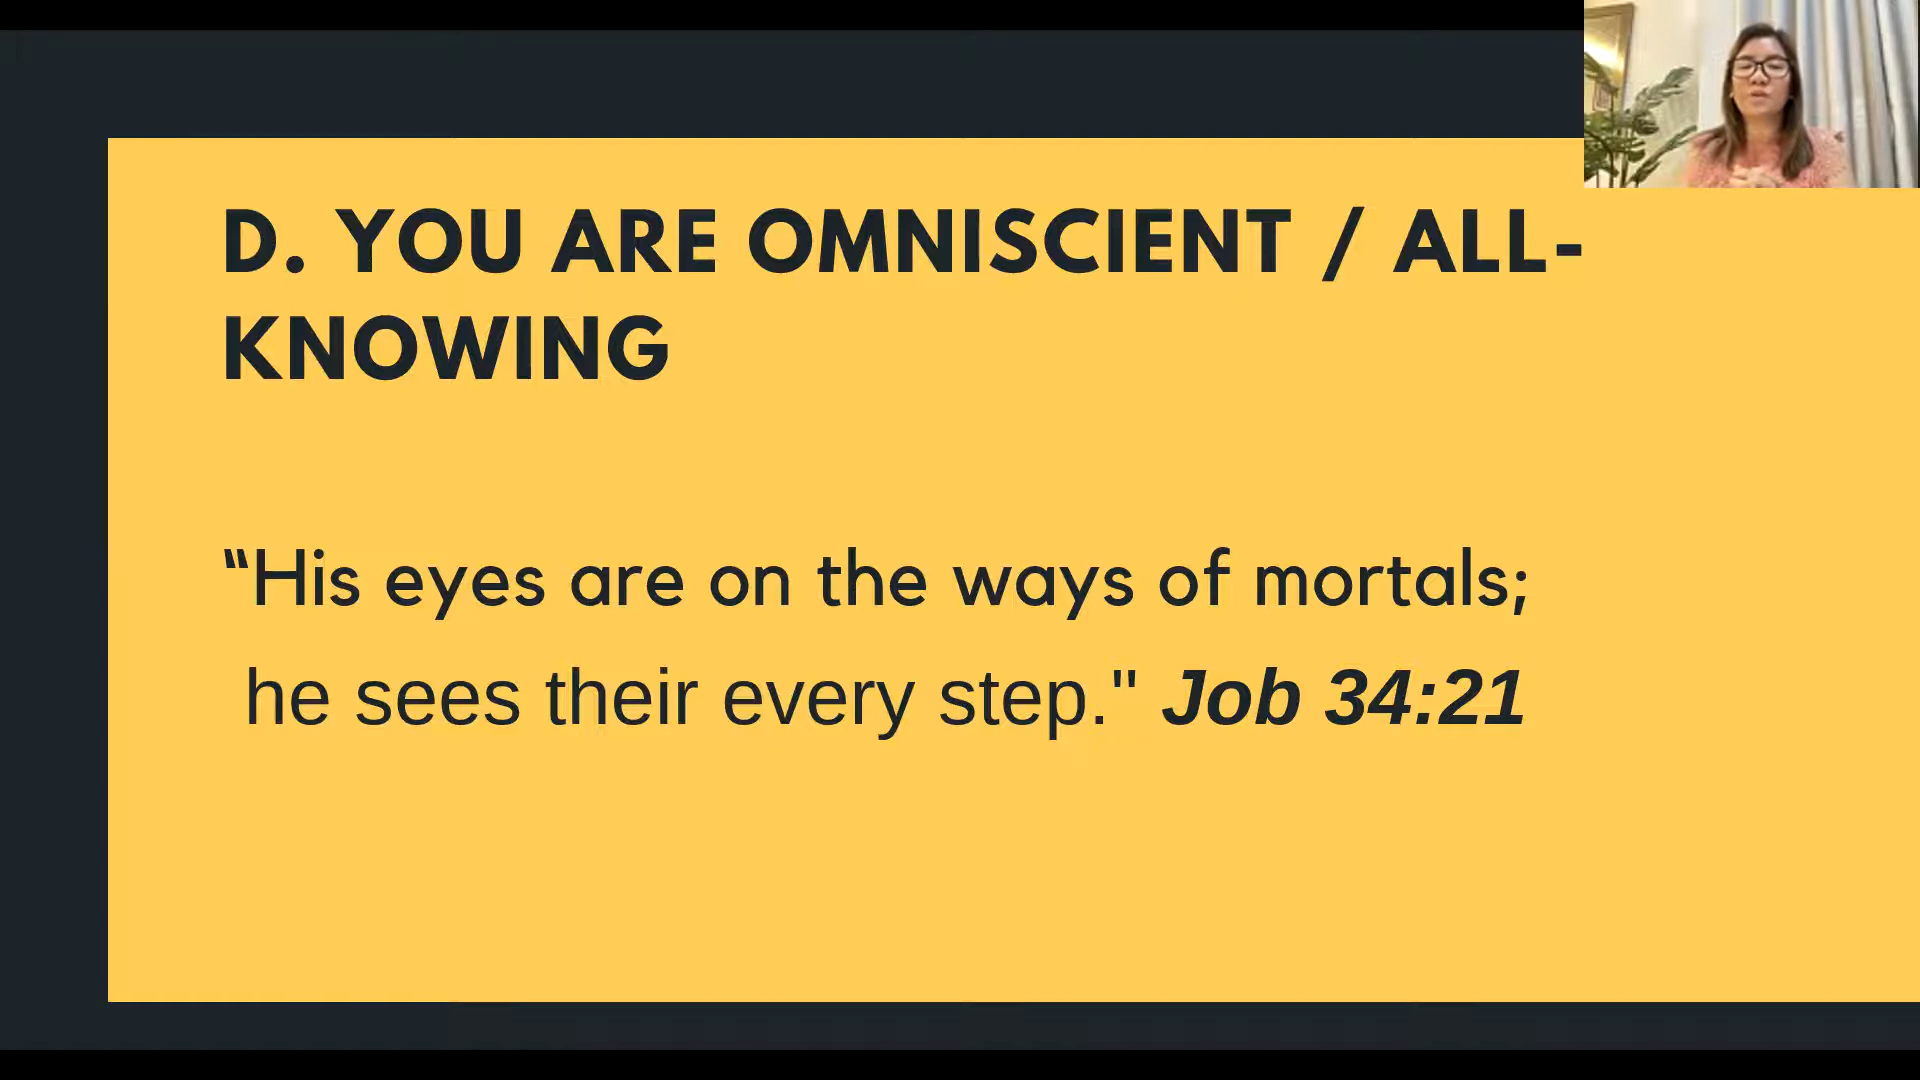 D. YOU ARE OMNISCIENT / ALL-
KNOWING
“His eyes are on the ways of mortals;
he sees their every step." Job 34:21